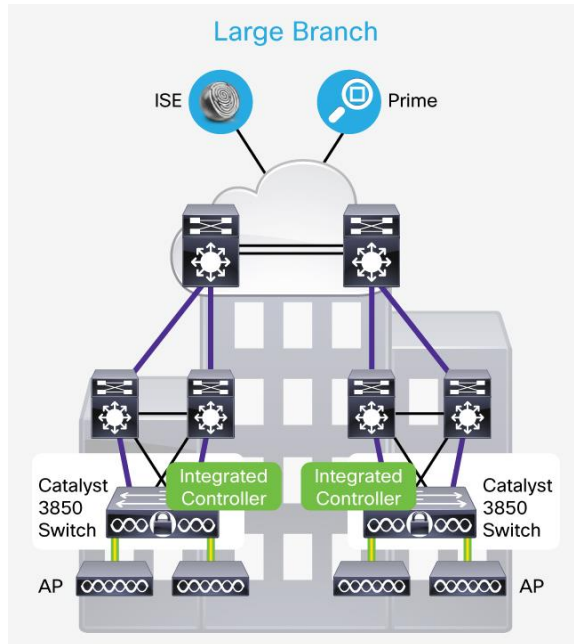 Large Branch
ISE
Prime
Integrated
Controller
Integrated
Controller
Catalyst
3850
Switch
Catalyst
3850
Switch
AP
AP